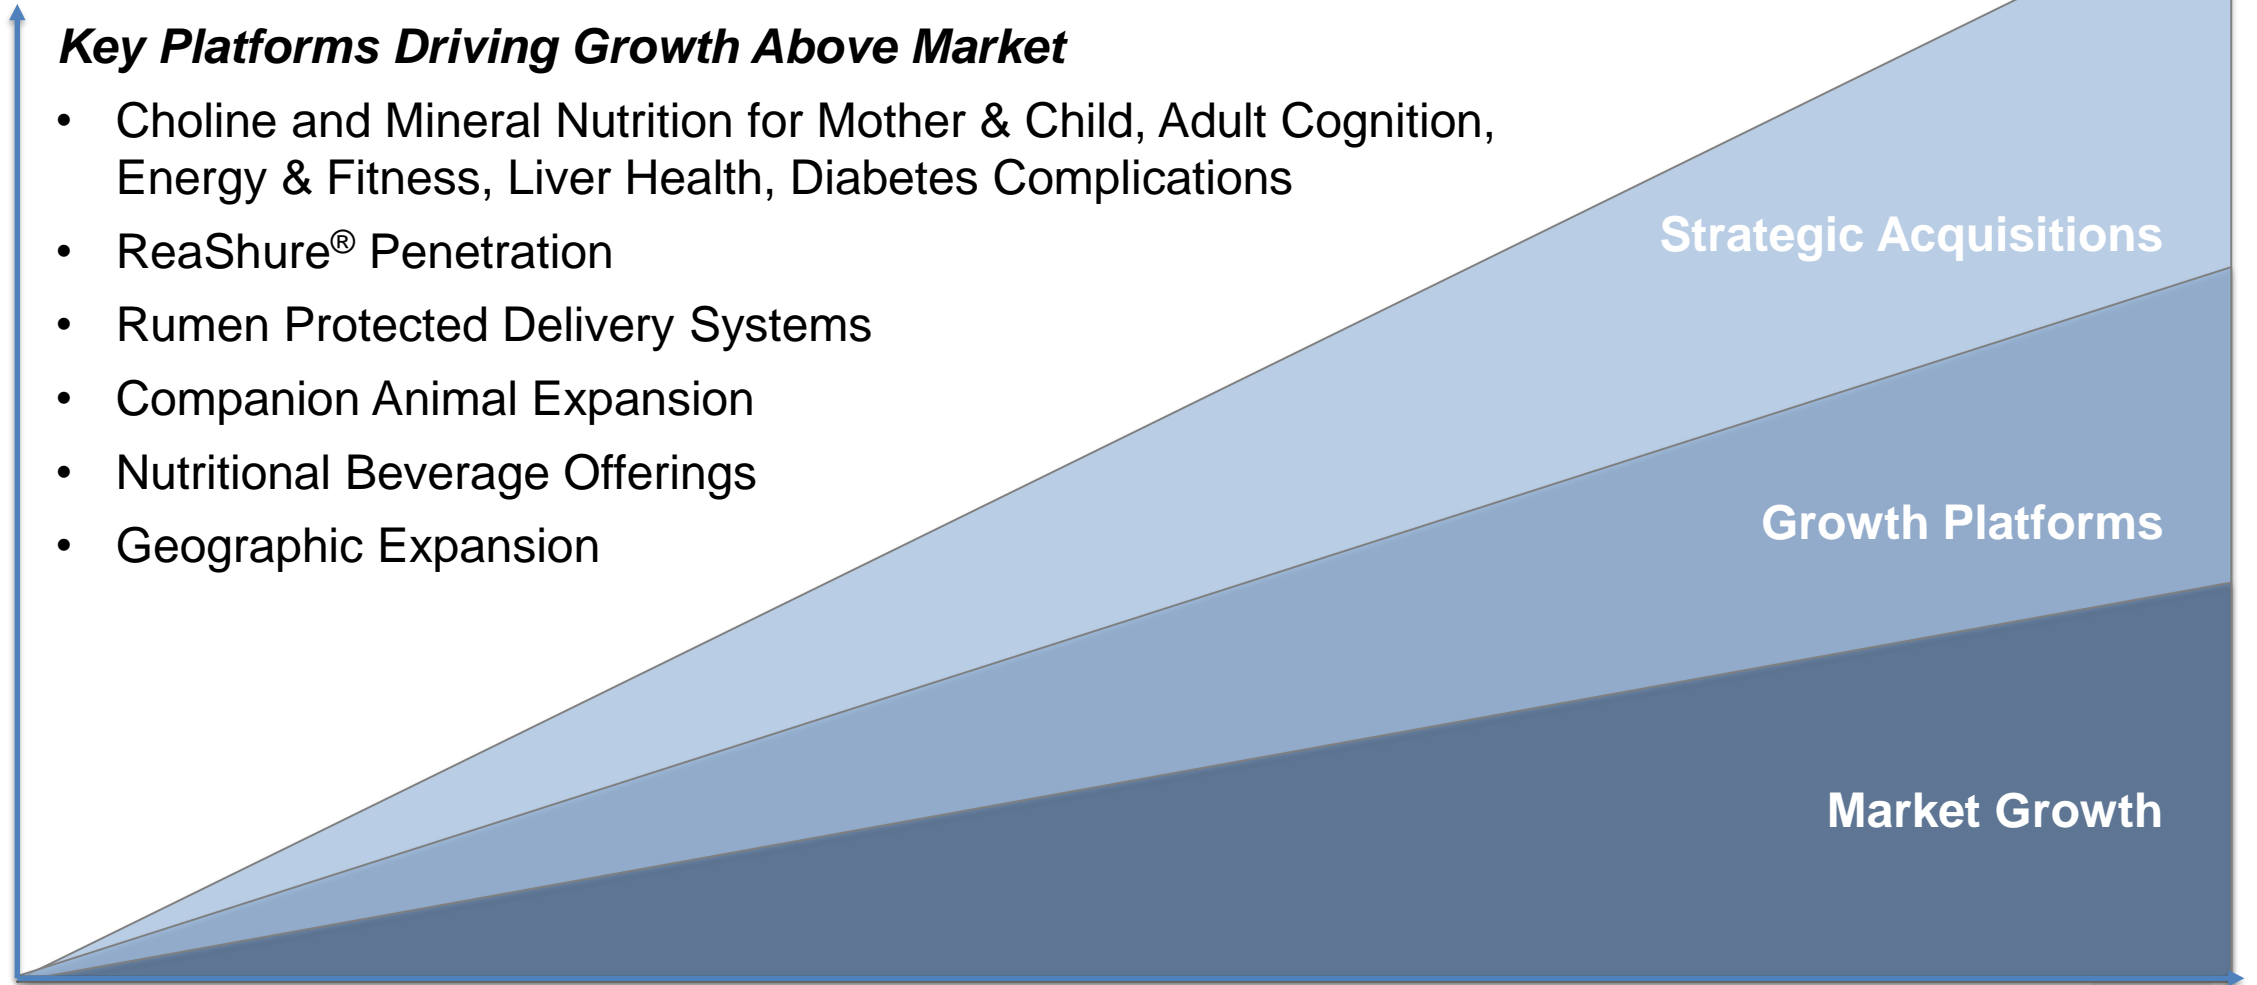 Key Platforms Driving Growth Above Market
• Choline and Mineral Nutrition for Mother & Child, Adult Cognition,
Energy & Fitness, Liver Health, Diabetes Complications
• ReaShure® Penetration
• Rumen Protected Delivery Systems
• Companion Animal Expansion
• Nutritional Beverage Offerings
• Geographic Expansion
Strategic Acquisitions
Growth Platforms
Market Growth